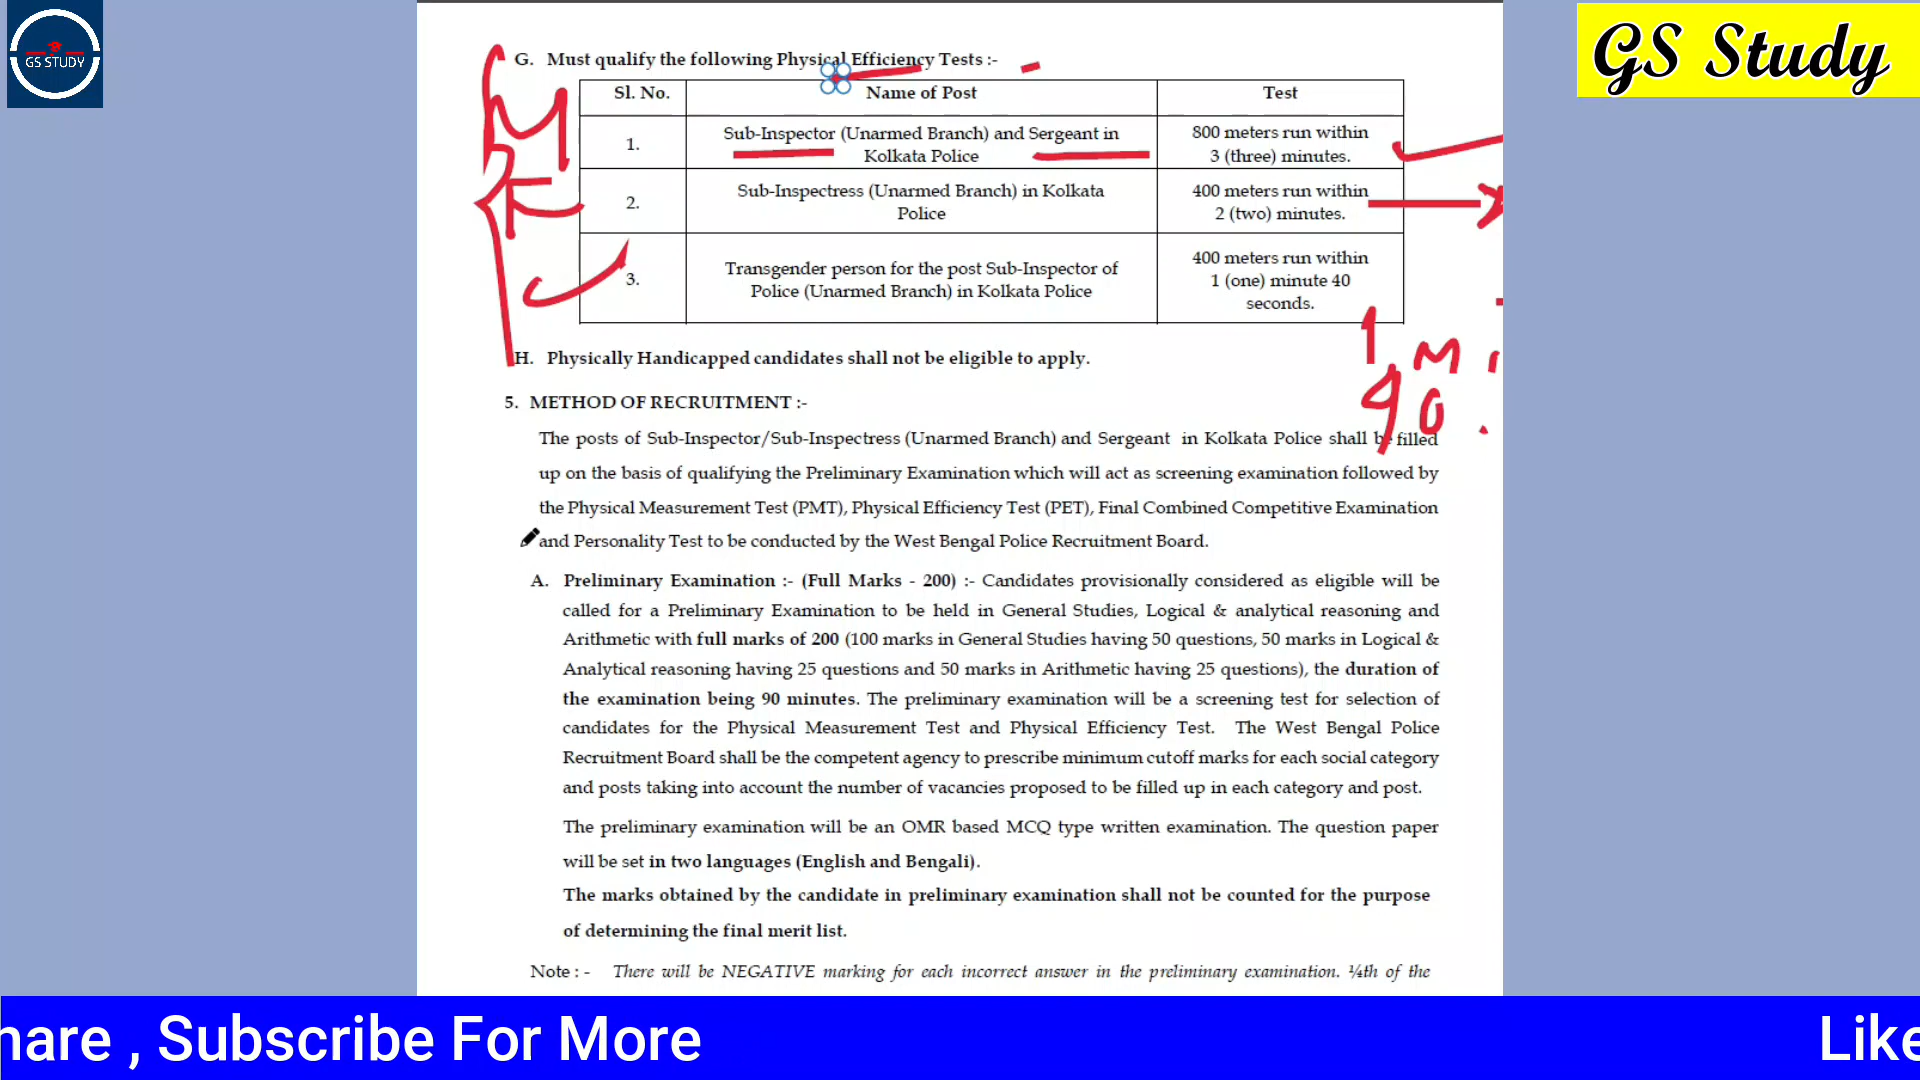 GS STUDY
GS Study
G. Must qualify the following Physical Efficiency Tests :-
Sl. No. Name of Post Test
1. Sub-Inspector (Unarmed Branch) and Sergeant in Kolkata Police 800 meters run within 3 (three) minutes.
2. Sub-Inspectress (Unarmed Branch) in Kolkata Police 400 meters run within 2 (two) minutes.
3. Transgender person for the post Sub-Inspector of Police (Unarmed Branch) in Kolkata Police 400 meters run within 1 (one) minute 40 seconds.
M
F
1 M
40
H. Physically Handicapped candidates shall not be eligible to apply.
5. METHOD OF RECRUITMENT :-
The posts of Sub-Inspector/Sub-Inspectress (Unarmed Branch) and Sergeant in Kolkata Police shall be filled
up on the basis of qualifying the Preliminary Examination which will act as screening examination followed by
the Physical Measurement Test (PMT), Physical Efficiency Test (PET), Final Combined Competitive Examination
and Personality Test to be conducted by the West Bengal Police Recruitment Board.
A. Preliminary Examination :- (Full Marks - 200) :- Candidates provisionally considered as eligible will be
called for a Preliminary Examination to be held in General Studies, Logical & analytical reasoning and
Arithmetic with full marks of 200 (100 marks in General Studies having 50 questions, 50 marks in Logical &
Analytical reasoning having 25 questions and 50 marks in Arithmetic having 25 questions), the duration of
the examination being 90 minutes. The preliminary examination will be a screening test for selection of
candidates for the Physical Measurement Test and Physical Efficiency Test. The West Bengal Police
Recruitment Board shall be the competent agency to prescribe minimum cutoff marks for each social category
and posts taking into account the number of vacancies proposed to be filled up in each category and post.
The preliminary examination will be an OMR based MCQ type written examination. The question paper
will be set in two languages (English and Bengali).
The marks obtained by the candidate in preliminary examination shall not be counted for the purpose
of determining the final merit list.
Note : - There will be NEGATIVE marking for each incorrect answer in the preliminary examination. ¼th of the
hare , Subscribe For More
Like